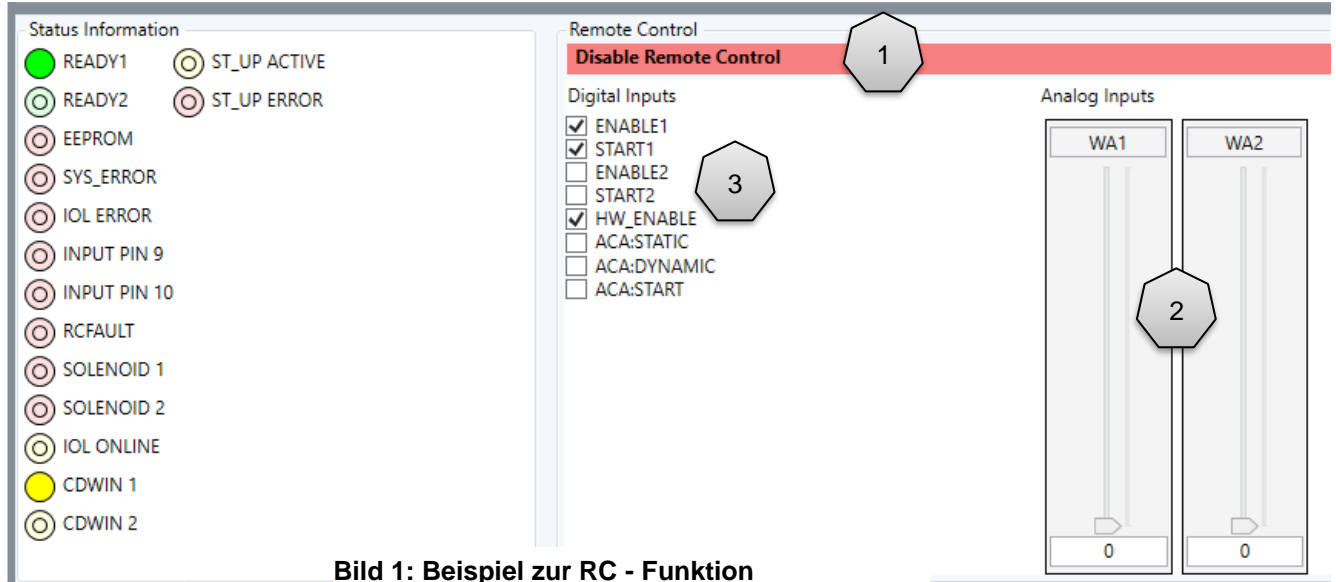 Status Information
READY1
ST_UP ACTIVE
READY2
ST_UP ERROR
EEPROM
SYS_ERROR
IOL ERROR
INPUT PIN 9
INPUT PIN 10
RCFAULT
SOLENOID 1
SOLENOID 2
IOL ONLINE
CDWIN 1
CDWIN 2
Remote Control
Disable Remote Control
1
Digital Inputs
ENABLE1
START1
ENABLE2
START2
HW_ENABLE
ACA:STATIC
ACA:DYNAMIC
ACA:START
3
Analog Inputs
WA1
WA2
2
0
0
Bild 1: Beispiel zur RC - Funktion